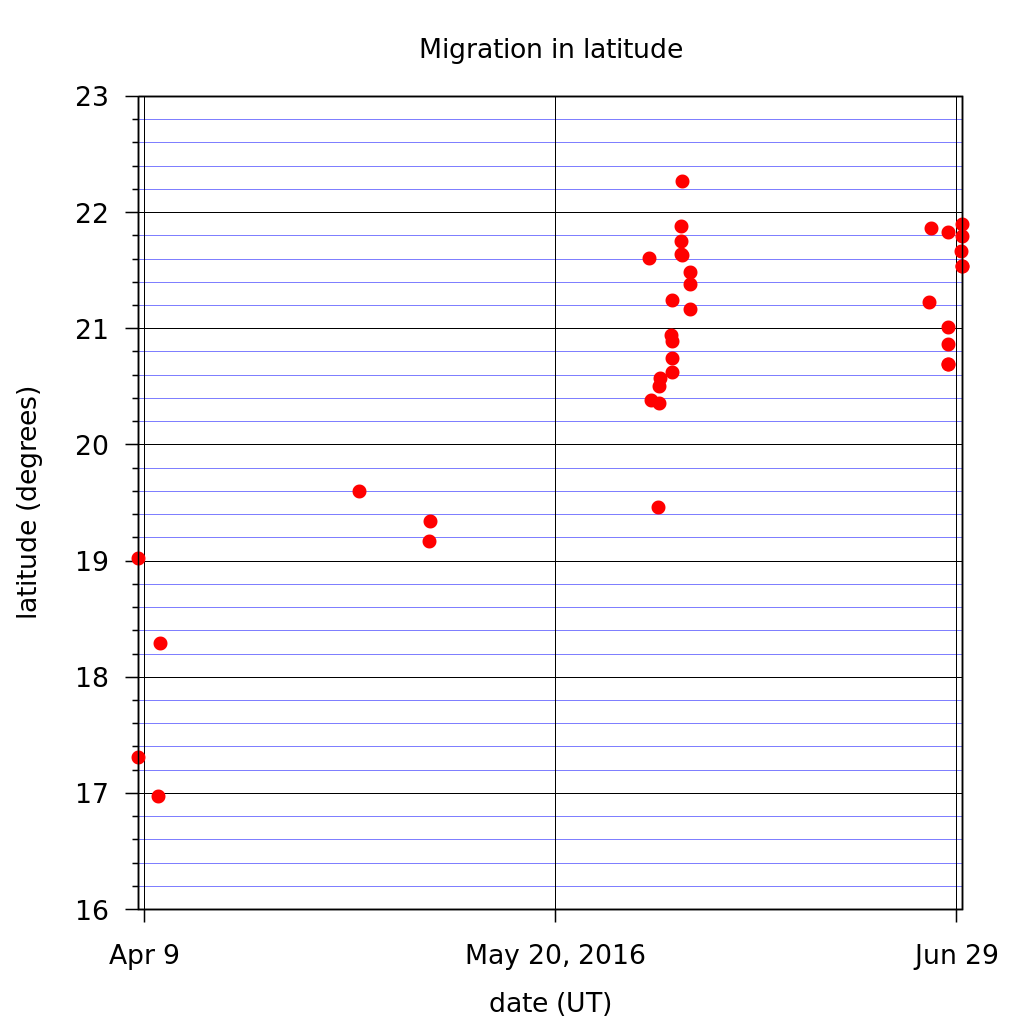 Migration in latitude
23
22
21
20
19
18
17
16
latitude (degrees)
Apr 9 May 20, 2016 Jun 29
date (UT)